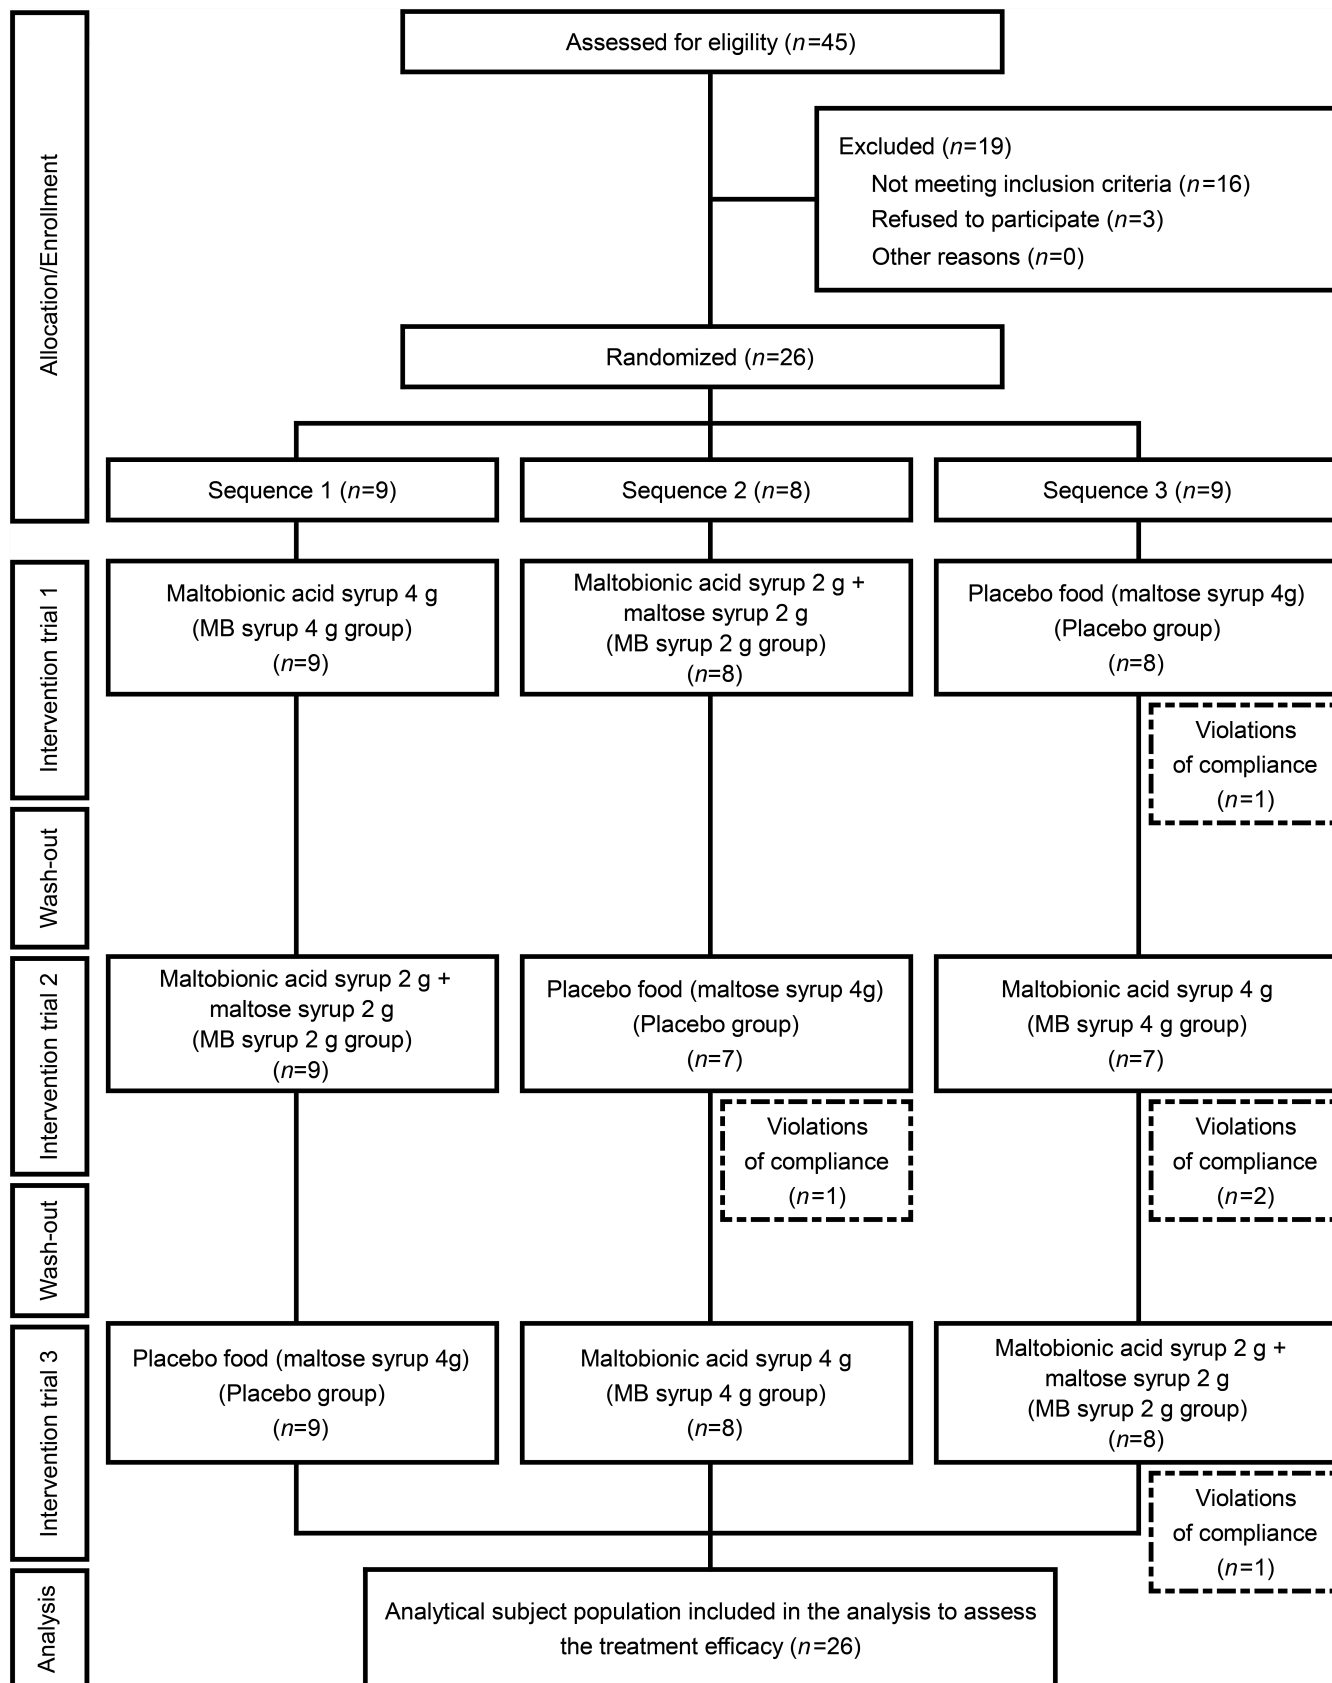 Allocation/Enrollment
Assessed for eligility (n=45)
Excluded (n=19)
Not meeting inclusion criteria (n=16)
Refused to participate (n=3)
Other reasons (n=0)
Randomized (n=26)
Sequence 1 (n=9)
Sequence 2 (n=8)
Sequence 3 (n=9)
Intervention trial 1
Maltobionic acid syrup 4 g
(MB syrup 4 g group)
(n=9)
Maltobionic acid syrup 2 g +
maltose syrup 2 g
(MB syrup 2 g group)
(n=8)
Placebo food (maltose syrup 4g)
(Placebo group)
(n=8)
Violations
of compliance
(n=1)
Wash-out
Intervention trial 2
Maltobionic acid syrup 2 g +
maltose syrup 2 g
(MB syrup 2 g group)
(n=9)
Placebo food (maltose syrup 4g)
(Placebo group)
(n=7)
Violations
of compliance
(n=1)
Maltobionic acid syrup 4 g
(MB syrup 4 g group)
(n=7)
Violations
of compliance
(n=2)
Wash-out
Intervention trial 3
Placebo food (maltose syrup 4g)
(Placebo group)
(n=9)
Maltobionic acid syrup 4 g
(MB syrup 4 g group)
(n=8)
Maltobionic acid syrup 2 g +
maltose syrup 2 g
(MB syrup 2 g group)
(n=8)
Violations
of compliance
(n=1)
Analysis
Analytical subject population included in the analysis to assess
the treatment efficacy (n=26)